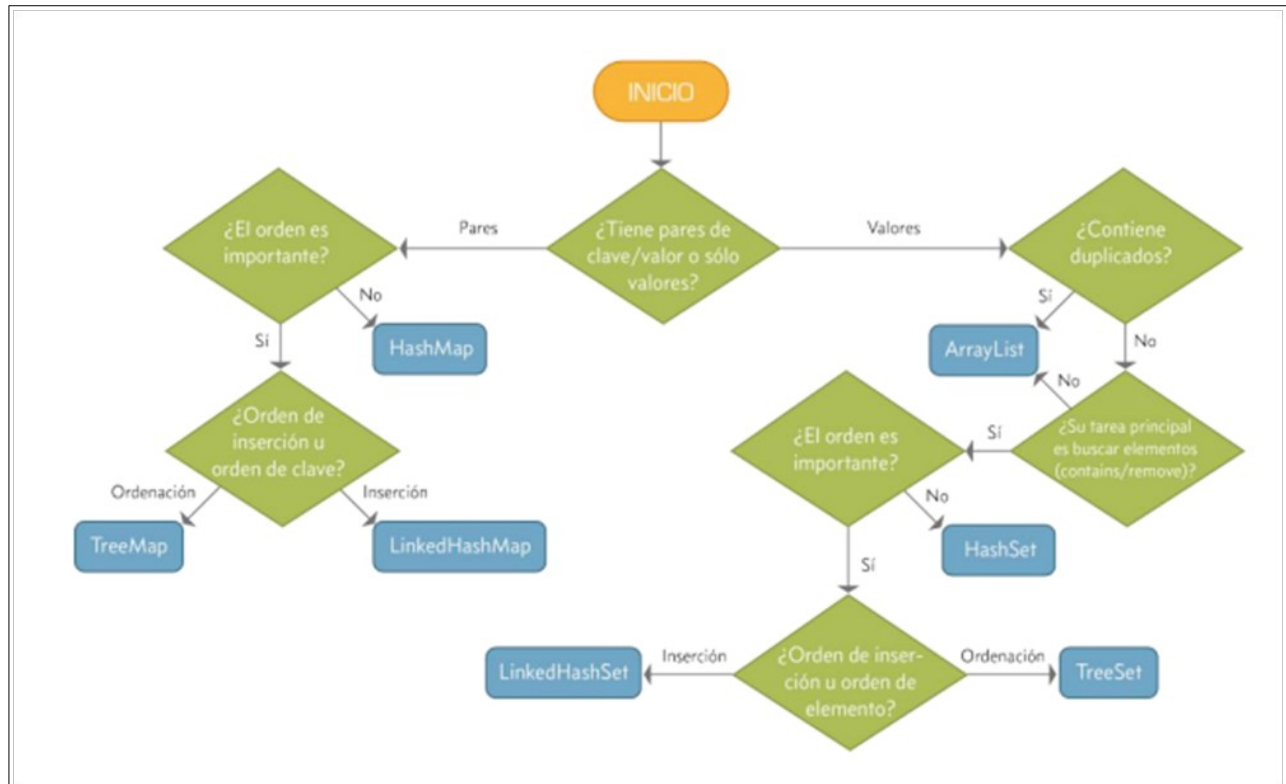 INICIO
¿El orden es
importante?
Pares
¿Tiene pares de
clave/valor o sólo
valores?
Valores
¿Contiene
duplicados?
No
HashMap
Sí
Sí
ArrayList
No
No
¿Orden de
inserción u
orden de clave?
¿El orden es
importante?
Sí
¿Su tarea principal
es buscar elementos
(contains/remove)?
Ordenación
Inserción
TreeMap
LinkedHashMap
No
HashSet
Sí
LinkedHashSet
Inserción
¿Orden de inser-
ción u orden de
elemento?
Ordenación
TreeSet